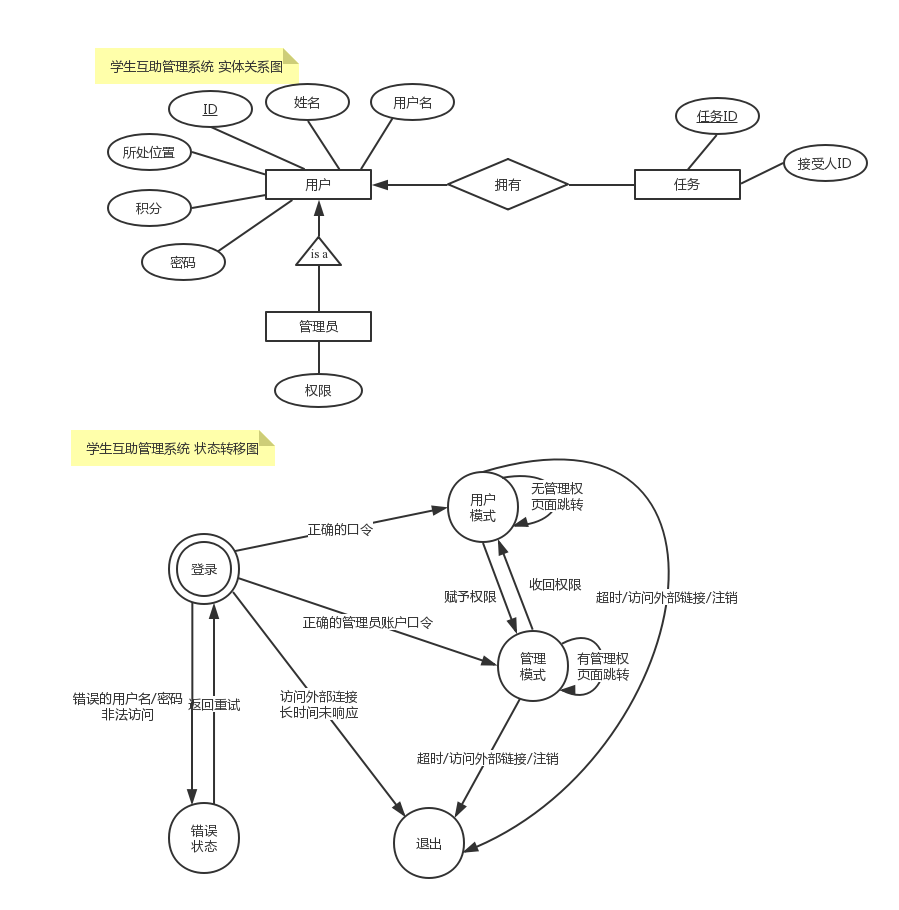 学生互助管理系统 实体关系图
ID
姓名
用户名
任务ID
所处位置
接受人ID
用户
拥有
任务
积分
is a
密码
管理员
权限
学生互助管理系统 状态转移图
用户
模式
无管理权
页面跳转
正确的口令
登录
收回权限
赋予权限
超时/访问外部链接/注销
正确的管理员账户口令
管理
模式
有管理权
页面跳转
错误的用户名/密码
非法访问
返回重试
访问外部连接
长时间未响应
超时/访问外部链接/注销
错误
状态
退出